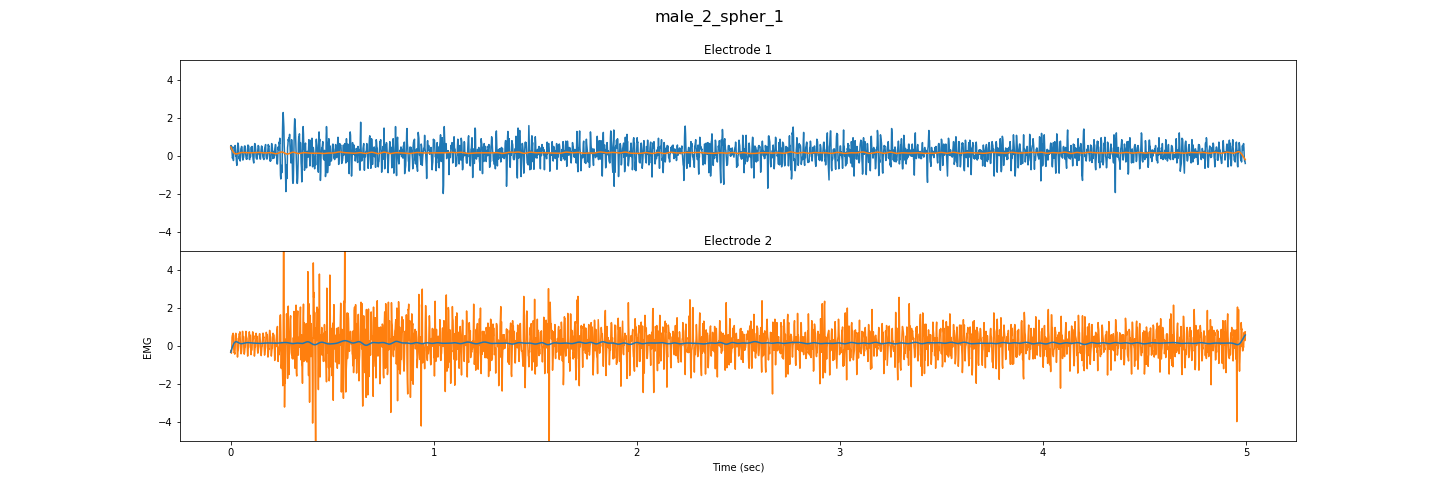 male_2_spher_1
Electrode 1
4
2
0
−2
−4
Electrode 2
4
2
0
−2
−4
EMG
0 1 2 3 4 5
Time (sec)